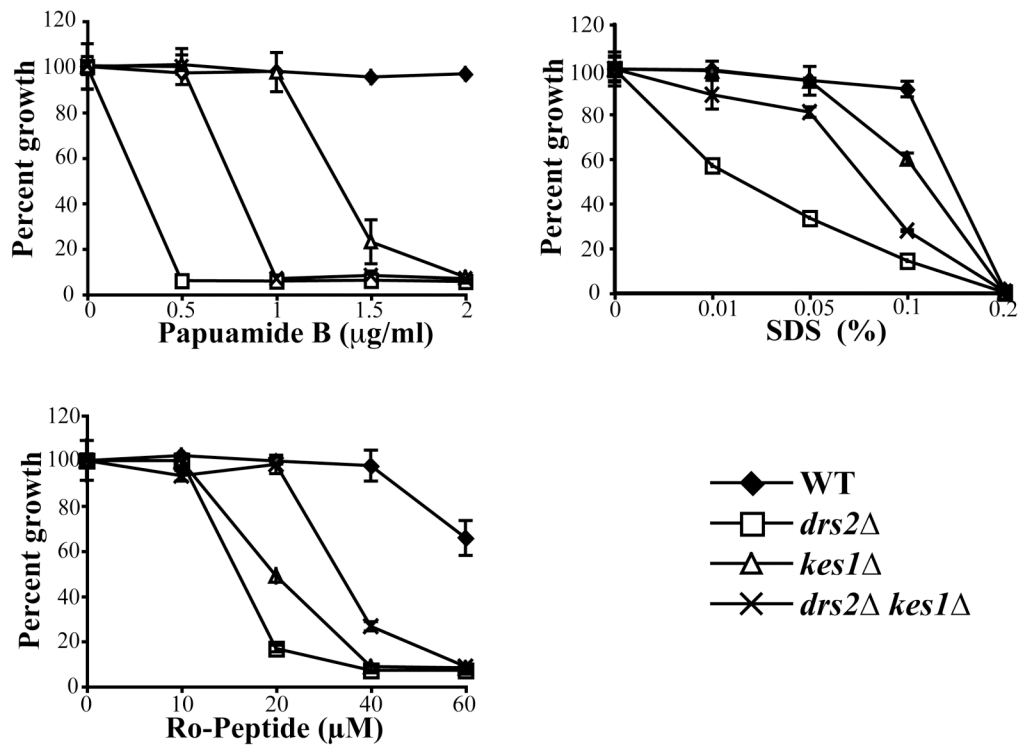 120
100
80
60
40
20
0
Percent growth
0 0.5 1 1.5 2
Papuamide B (µg/ml)
120
100
80
60
40
20
0
Percent growth
0 0.01 0.05 0.1 0.2
SDS (%)
120
100
80
60
40
20
0
Percent growth
0 10 20 40 60
Ro-Peptide (µM)
WT
drs2Δ
kes1Δ
drs2Δ kes1Δ